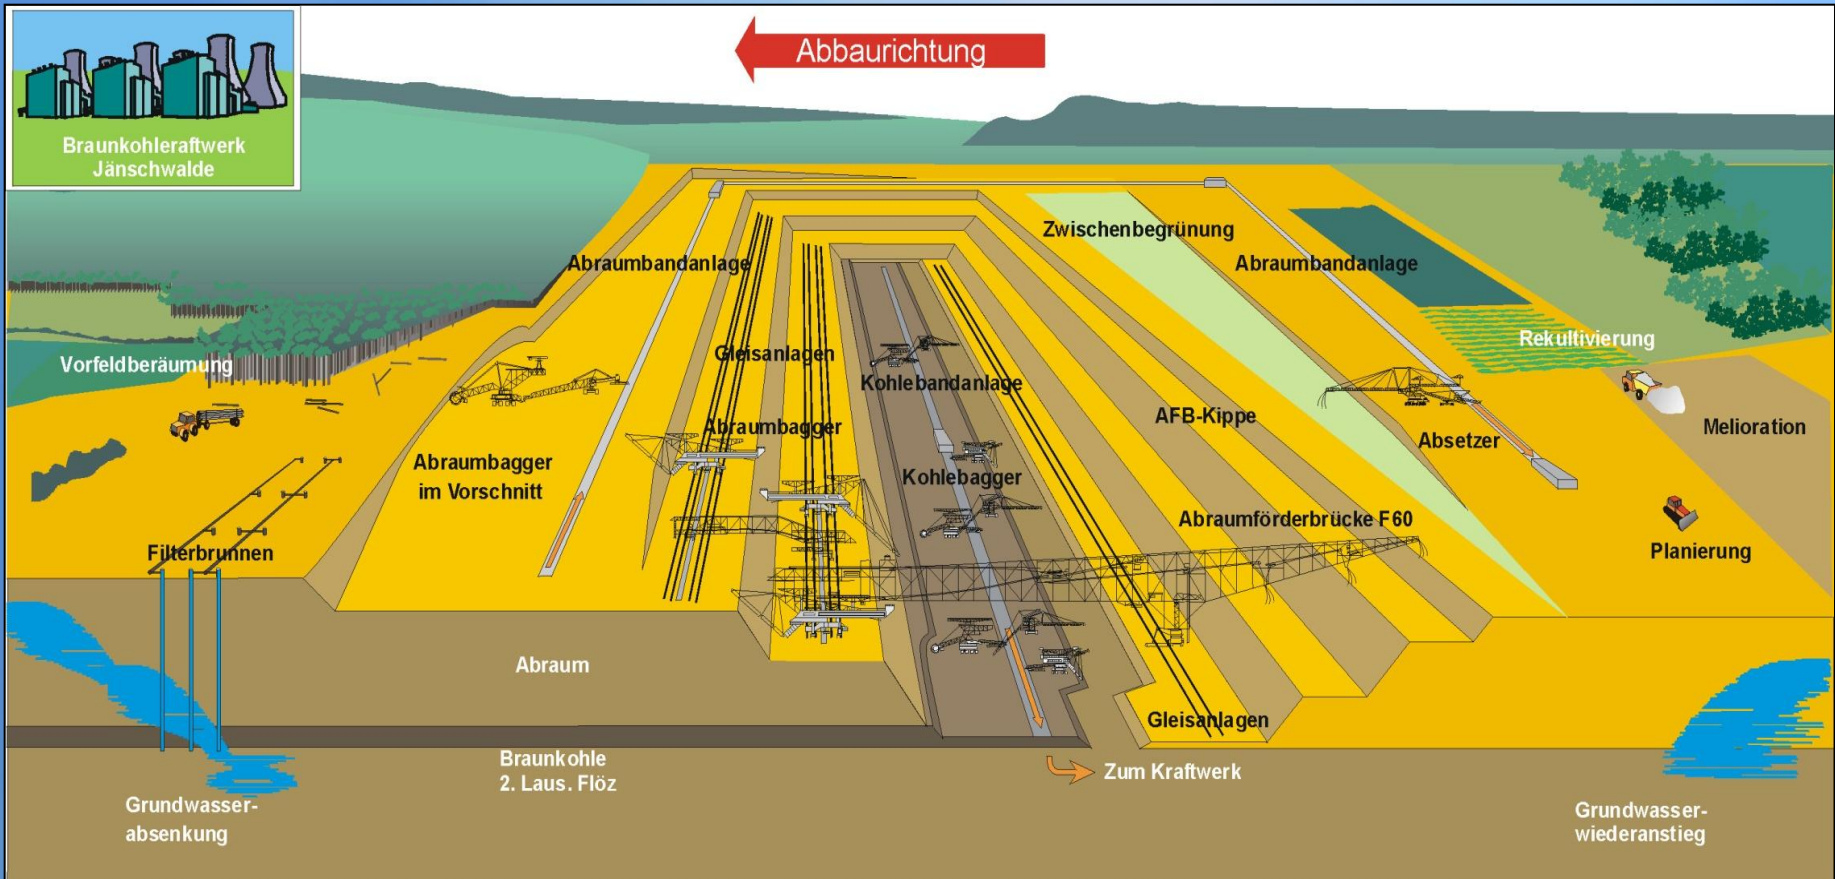 Abbaurichtung
Braunkohleraftwerk
Jänschwalde
Zwischenbegrünung
Abraumbandanlage
Abraumbandanlage
Vorfeldberäumung
Gleisanlagen
Kohlebandanlage
Rekultivierung
Abraumbagger
AFB-Kippe
Absetzer
Melioration
Abraumbagger
im Vorschnitt
Kohlebagger
Abraumförderbrücke F60
Filterbrunnen
Planierung
Abraum
Gleisanlagen
Braunkohle
2. Laus. Flöz
Zum Kraftwerk
Grundwasser-
absenkung
Grundwasser-
wiederanstieg